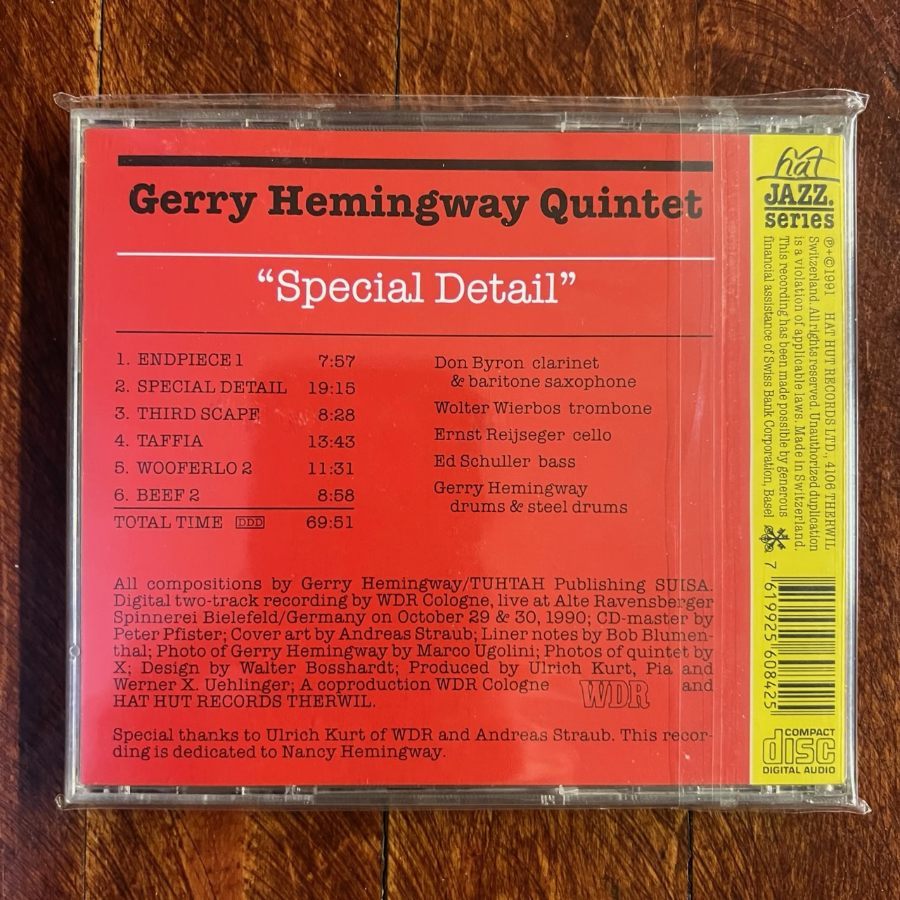 Gerry Hemingway Quintet
“Special Detail”
1. ENDPIECE 1 7:57
2. SPECIAL DETAIL 19:15
3. THIRD SCAPE 8:28
4. TAFFIA 13:43
5. WOOFERLO 2 11:31
6. BEEF 2 8:58
TOTAL TIME DDD 69:51
Don Byron clarinet
& baritone saxophone
Wolter Wierbos trombone
Ernst Reijseger cello
Ed Schuller bass
Gerry Hemingway
drums & steel drums
All compositions by Gerry Hemingway/TUHTAH Publishing SUISA.
Digital two-track recording by WDR Cologne, live at Alte Ravensberger
Spinnerei Bielefeld/Germany on October 29 & 30, 1990; CD-master by
Peter Pfister; Cover art by Andreas Straub; Liner notes by Bob Blumen-
thal; Photo of Gerry Hemingway by Marco Ugolini; Photos of quintet by
X; Design by Walter Bosshardt; Produced by Ulrich Kurt, Pia and
Werner X. Uehlinger; A coproduction WDR Cologne WDR and
HAT HUT RECORDS THERWIL.
Special thanks to Ulrich Kurt of WDR and Andreas Straub. This recor-
ding is dedicated to Nancy Hemingway.
hat
JAZZ.
series
℗+©1991 HAT HUT RECORDS LTD., 4106 THERWIL
Switzerland. All rights reserved. Unauthorized duplication
is a violation of applicable laws. Made in Switzerland.
This recording has been made possible by generous
financial assistance of Swiss Bank Corporation, Basel
7 619925 608425
COMPACT
disc
DIGITAL AUDIO